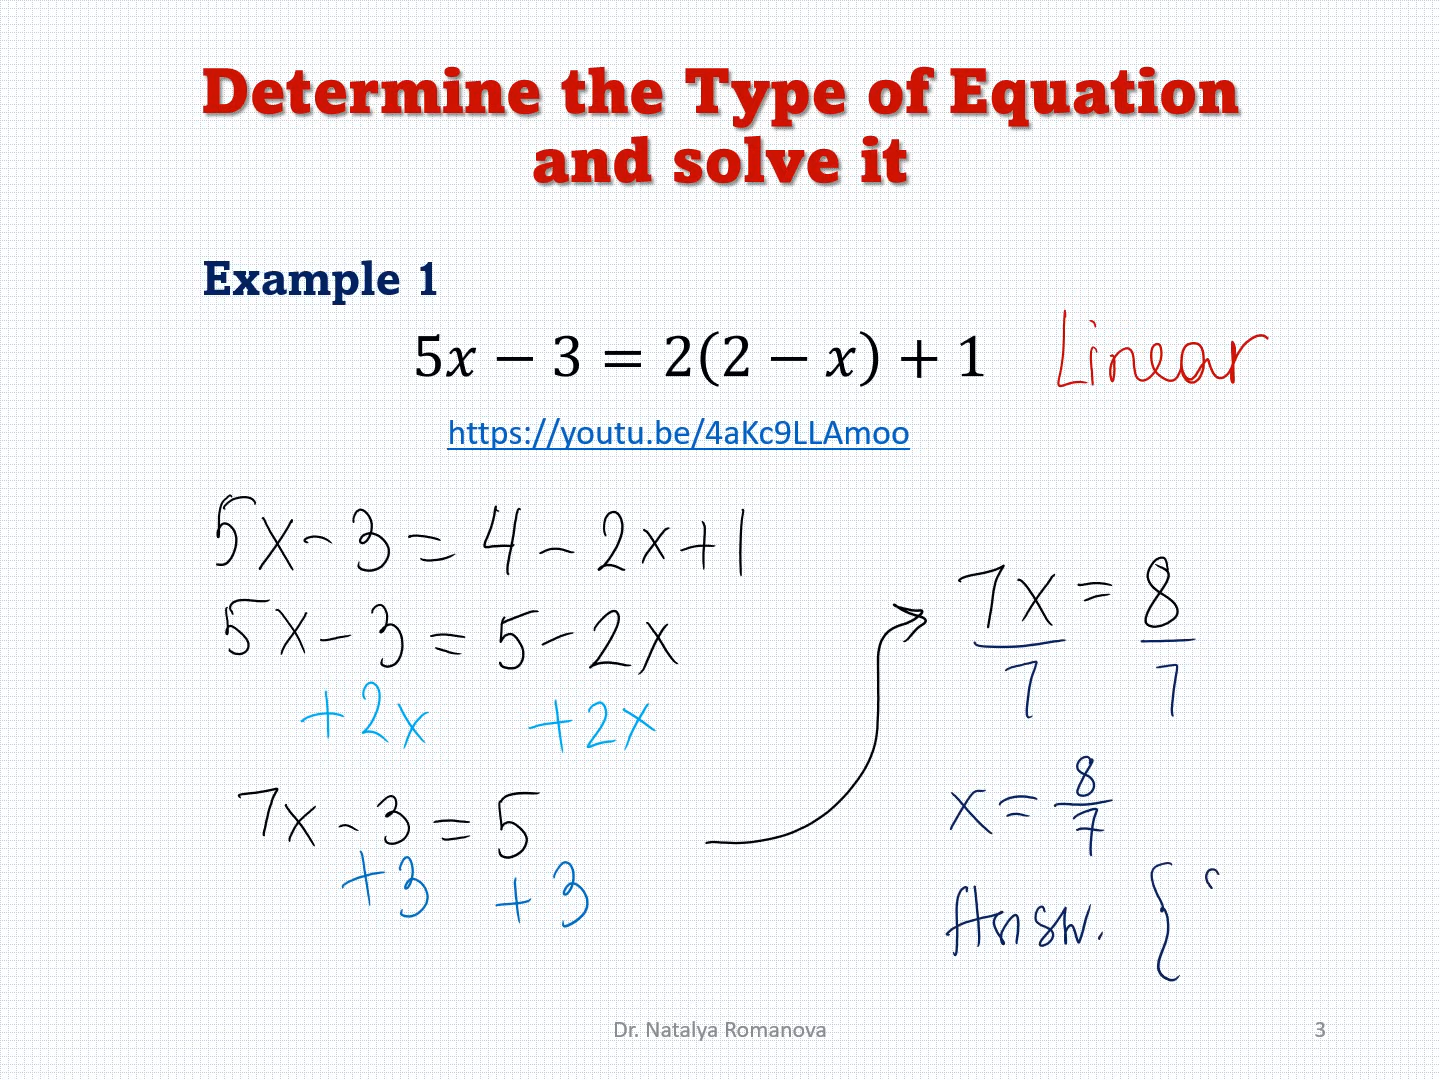 Determine the Type of Equation
and solve it
Example 1
5x − 3 = 2(2 − x) + 1 Linear
https://youtu.be/4aKc9LLAmoo
5x − 3 = 4 − 2x + 1
5x − 3 = 5 − 2x
+2x +2x
7x − 3 = 5
+3 +3
7x = 8
7 7
x = 8/7
Answ. {
Dr. Natalya Romanova 3